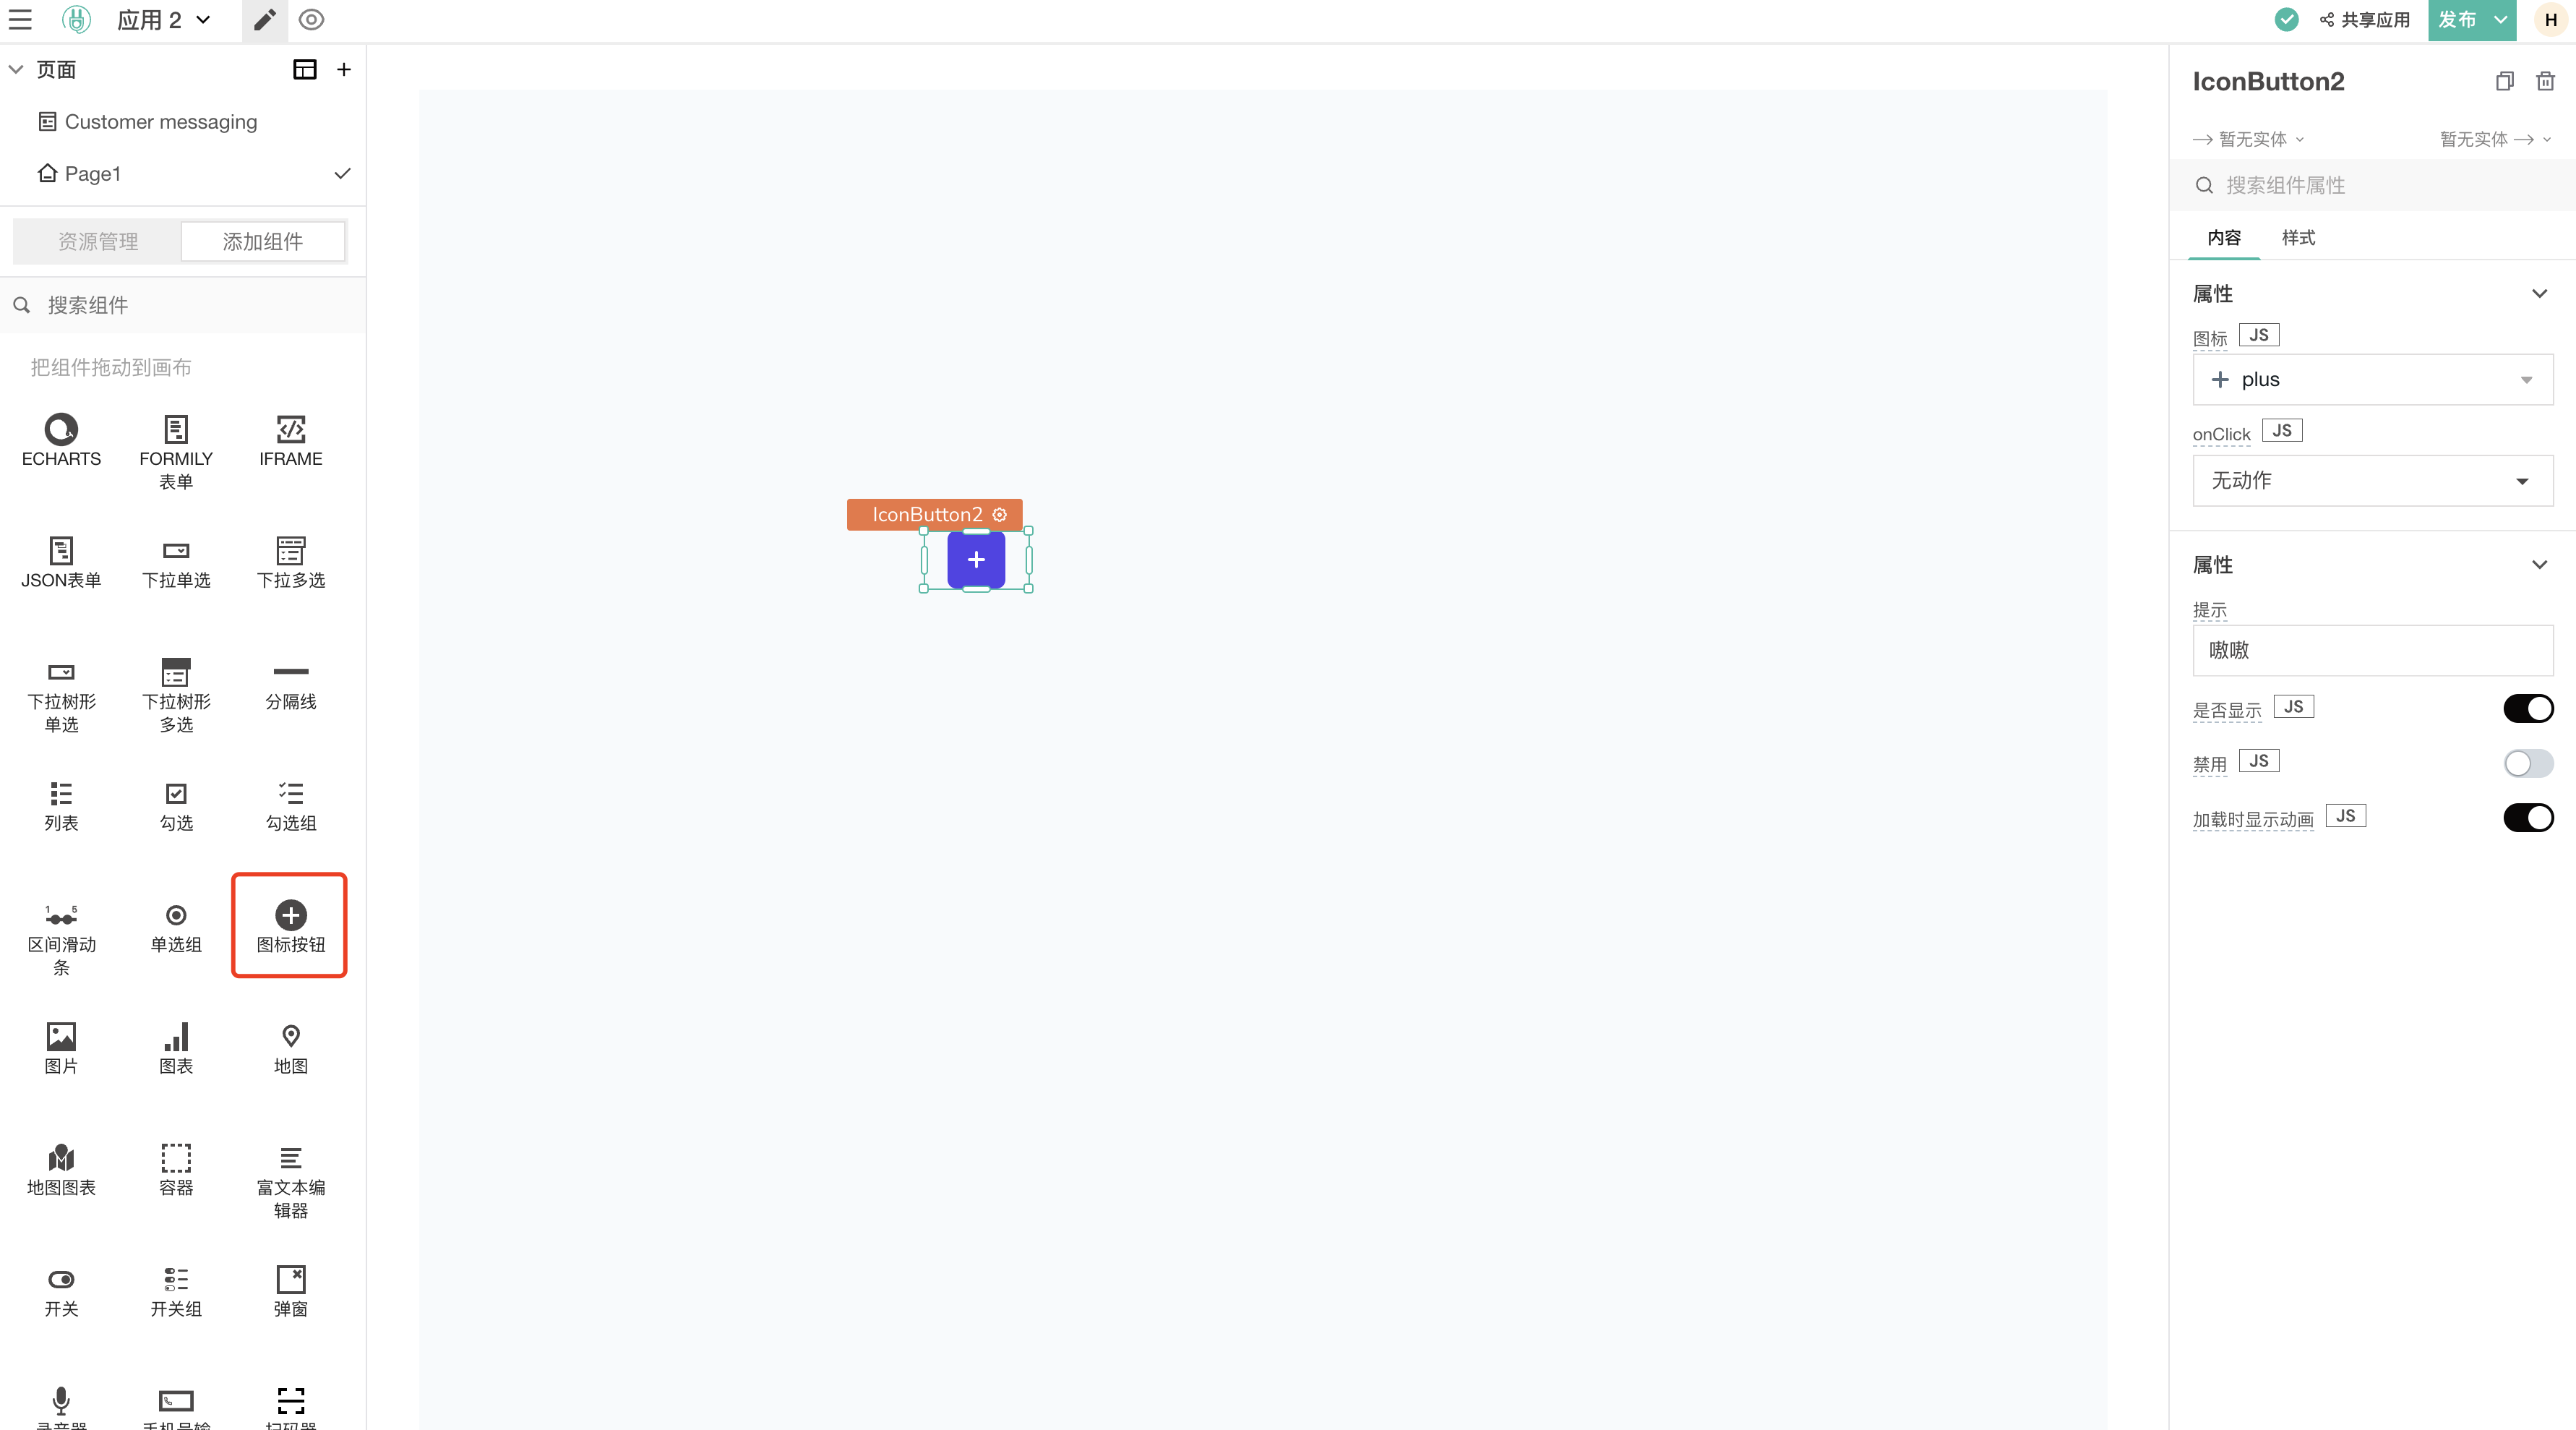 应用 2
共享应用
发布
H
页面
Customer messaging
Page1
资源管理
添加组件
搜索组件
把组件拖动到画布
ECHARTS
FORMILY
表单
IFRAME
JSON表单
下拉单选
下拉多选
下拉树形
单选
下拉树形
多选
分隔线
列表
勾选
勾选组
1 5
区间滑动
条
单选组
图标按钮
图片
图表
地图
地图图表
容器
富文本编
辑器
开关
开关组
弹窗
IconButton2
IconButton2
暂无实体
暂无实体
搜索组件属性
内容
样式
属性
图标 JS
plus
onClick JS
无动作
属性
提示
嗷嗷
是否显示 JS
禁用 JS
加载时显示动画 JS